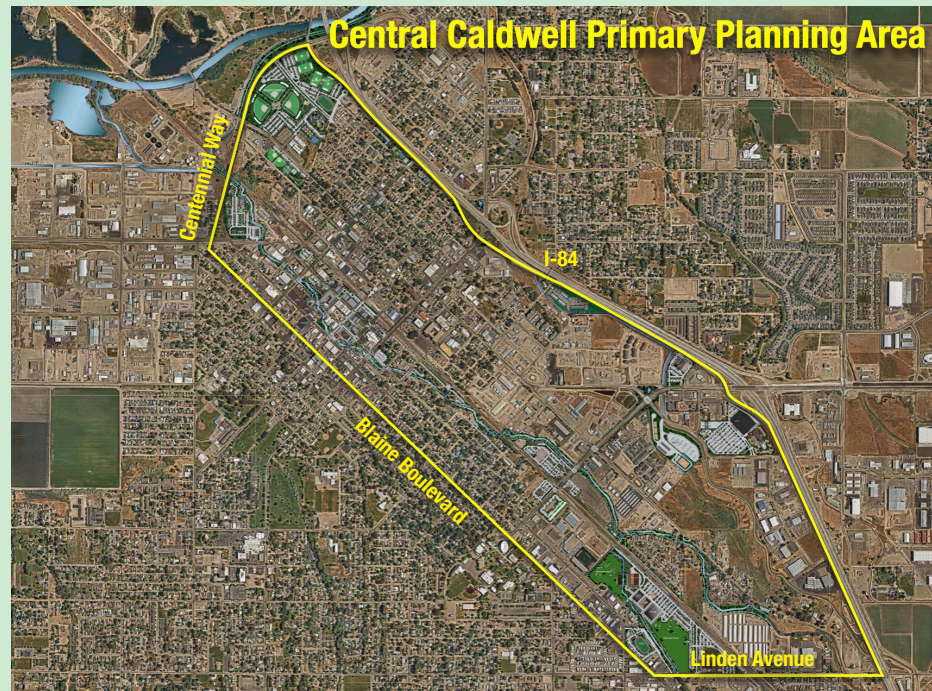 Central Caldwell Primary Planning Area
Centennial Way
I-84
Blaine Boulevard
Linden Avenue